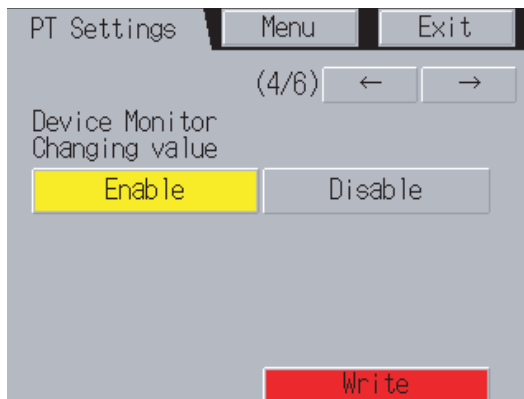 PT Settings Menu Exit
(4/6) ← →
Device Monitor
Changing value
Enable Disable
Write